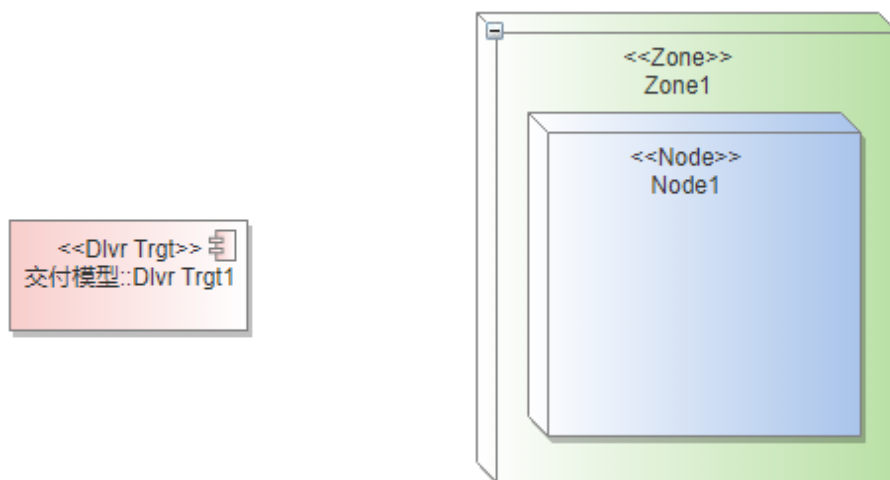 <<Zone>>
Zone1
<<Node>>
Node1
<<Dlvr Trgt>>
交付模型::Dlvr Trgt1